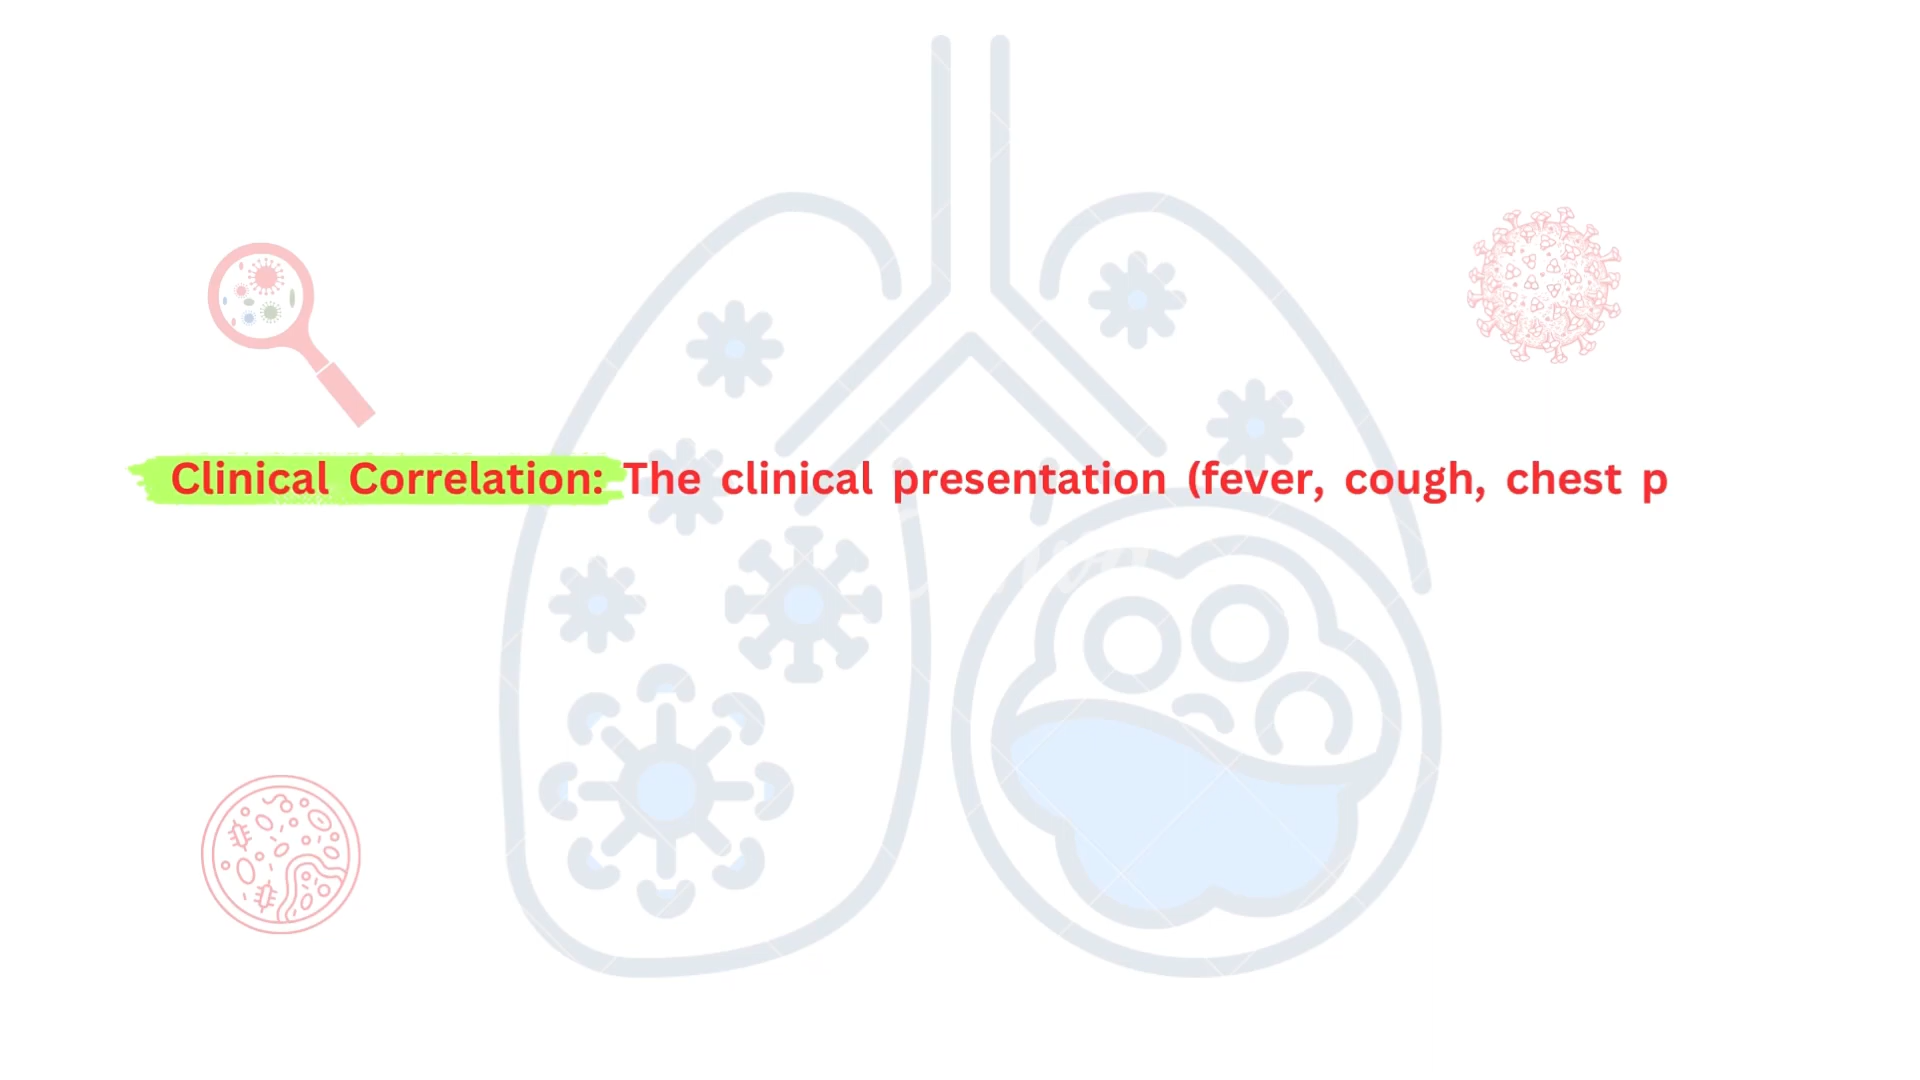 Clinical Correlation: The clinical presentation (fever, cough, chest p